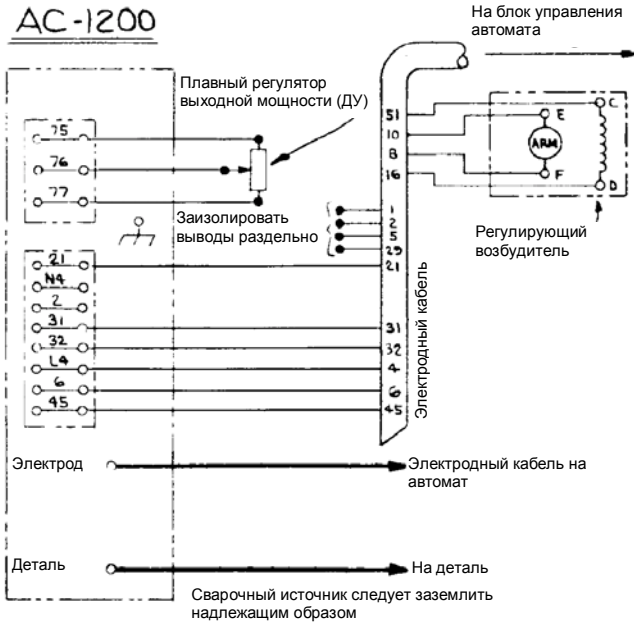 AC-1200
На блок управления
автомата
Плавный регулятор
выходной мощности (ДУ)
75
76
77
51
10
8
16
C
E
ARM
F
D
Заизолировать
выводы раздельно
1
2
5
29
Регулирующий
возбудитель
21
N4
2
31
32
L4
6
45
21
31
32
4
6
45
Электродный кабель
Электрод
Электродный кабель на
автомат
Деталь
На деталь
Сварочный источник следует заземлить
надлежащим образом